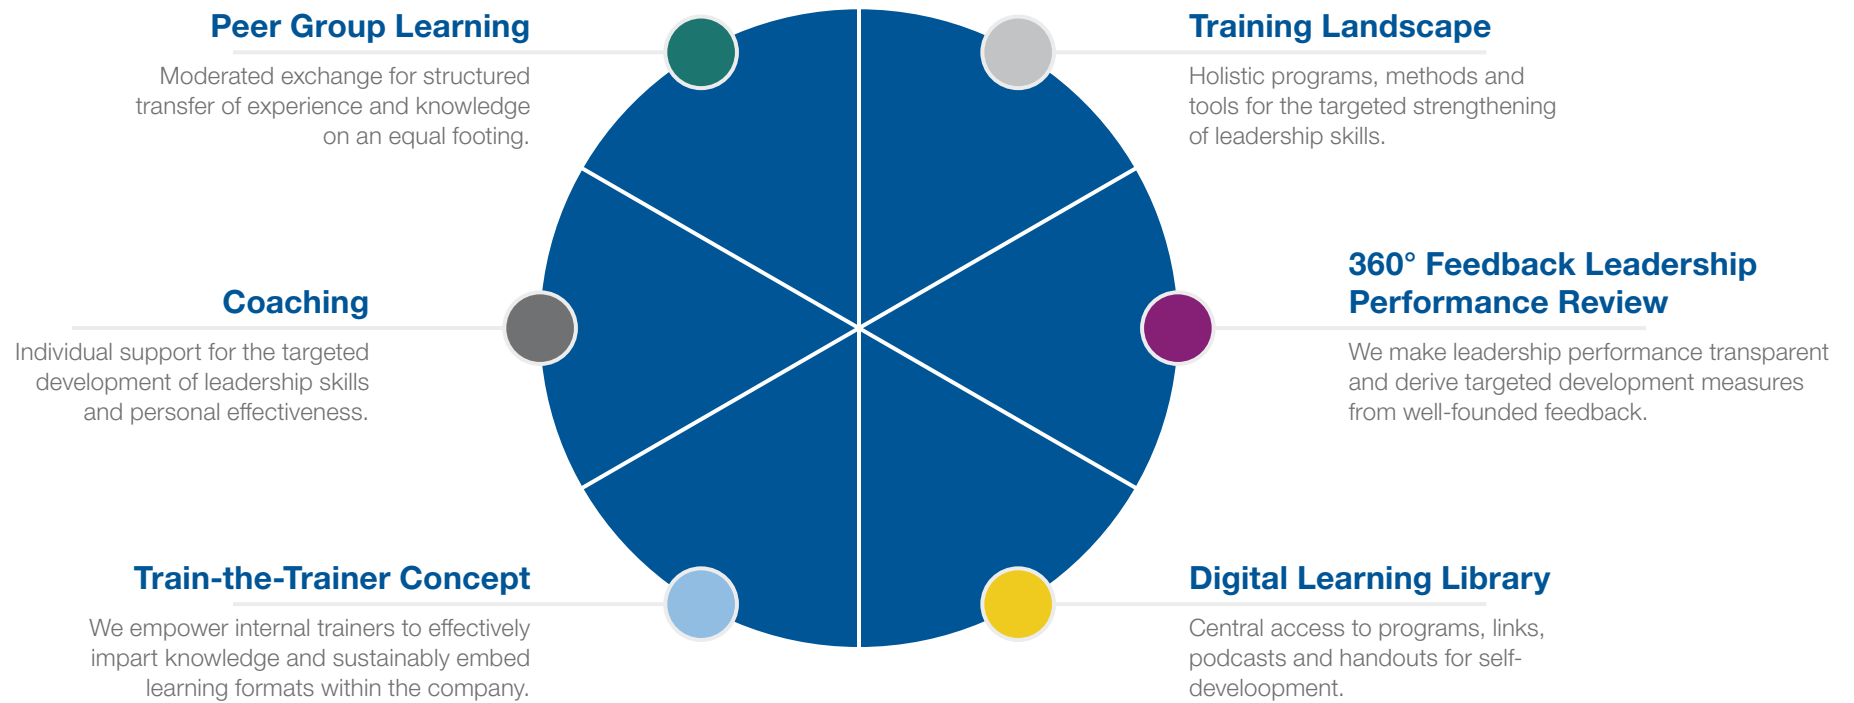 Peer Group Learning
Moderated exchange for structured
transfer of experience and knowledge
on an equal footing.
Training Landscape
Holistic programs, methods and
tools for the targeted strengthening
of leadership skills.
Coaching
Individual support for the targeted
development of leadership skills
and personal effectiveness.
360° Feedback Leadership
Performance Review
We make leadership performance transparent
and derive targeted development measures
from well-founded feedback.
Train-the-Trainer Concept
We empower internal trainers to effectively
impart knowledge and sustainably embed
learning formats within the company.
Digital Learning Library
Central access to programs, links,
podcasts and handouts for self-
develoopment.